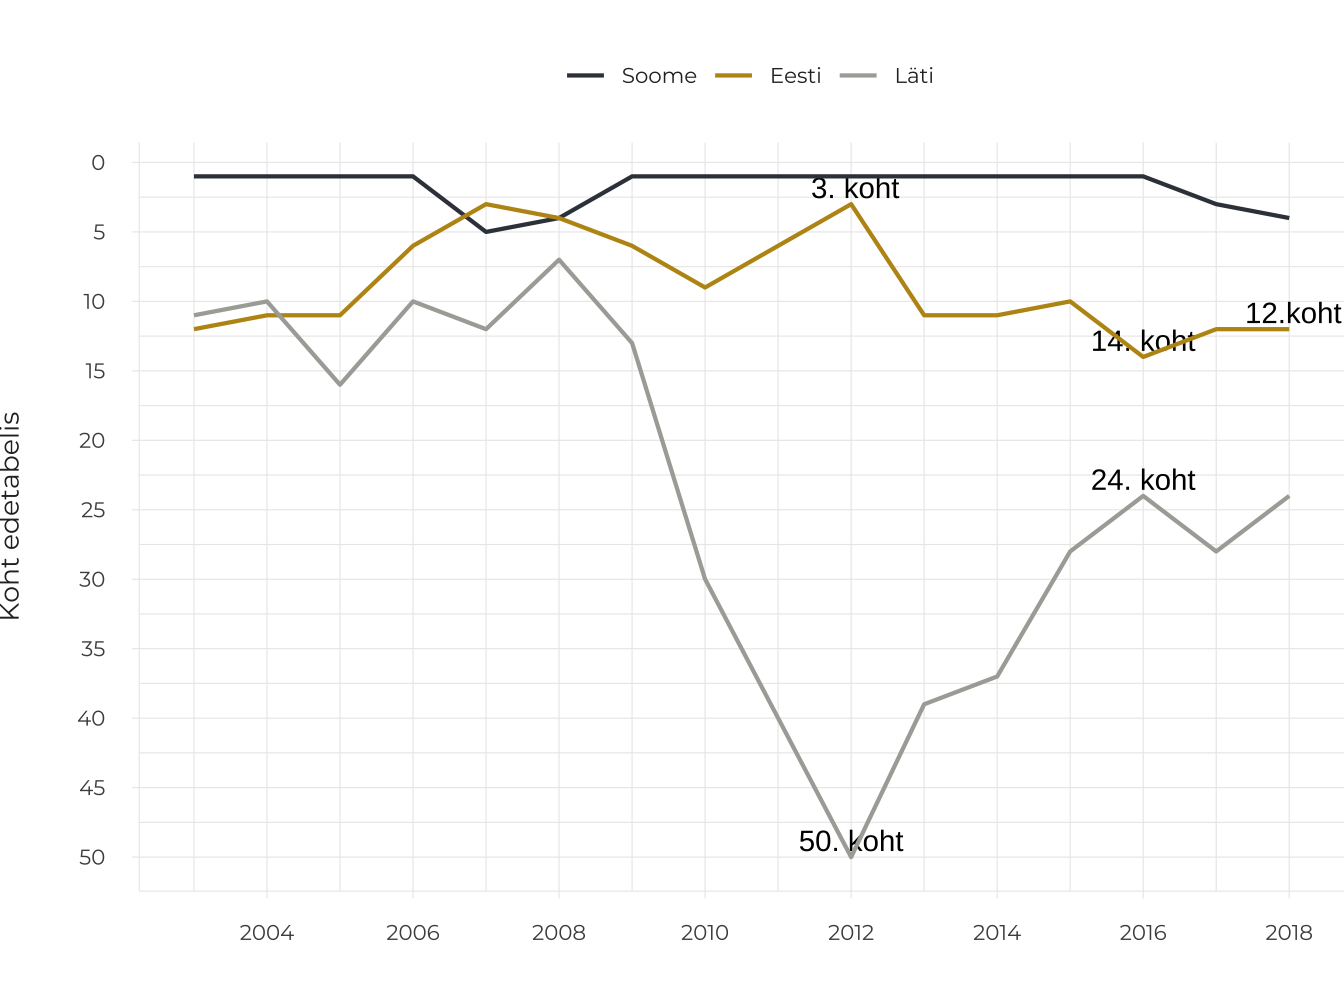 Soome Eesti Läti
Koht edetabelis
0
5
10
15
20
25
30
35
40
45
50
3. koht
12.koht
14. koht
24. koht
50. koht
2004 2006 2008 2010 2012 2014 2016 2018